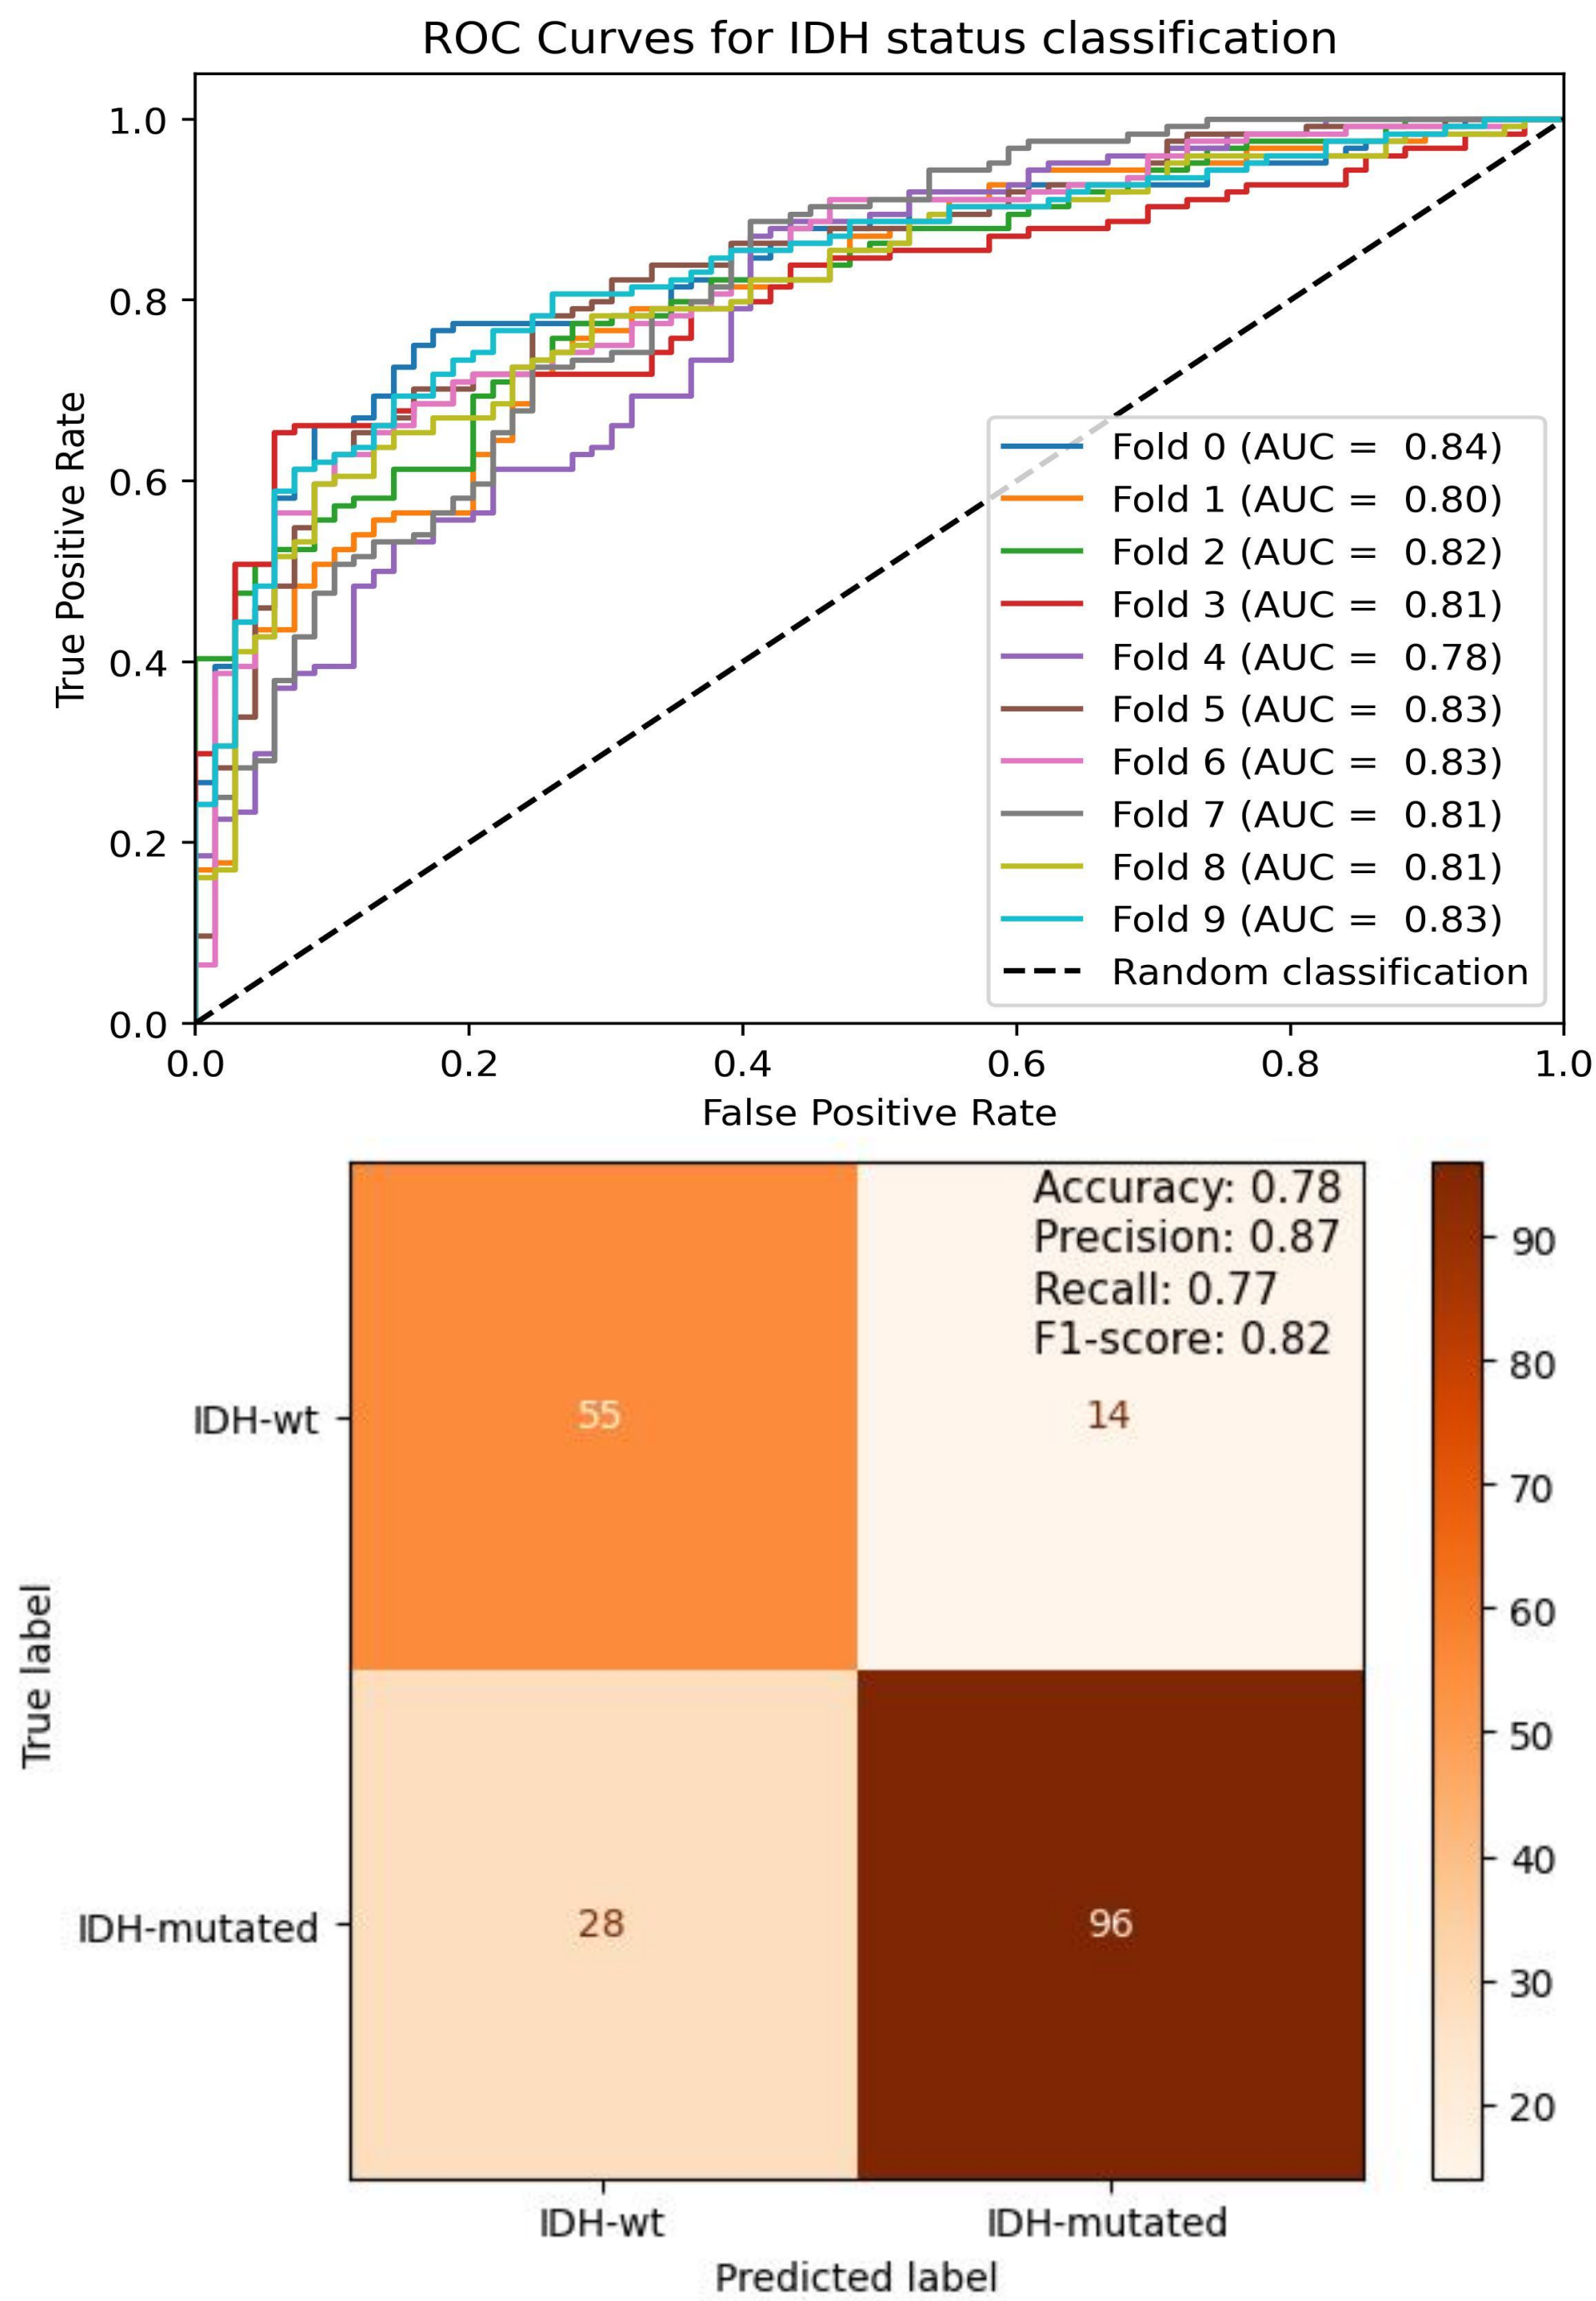 ROC Curves for IDH status classification
1.0
0.8
0.6
0.4
0.2
0.0
True Positive Rate
0.0 0.2 0.4 0.6 0.8 1.0
False Positive Rate
Fold 0 (AUC = 0.84)
Fold 1 (AUC = 0.80)
Fold 2 (AUC = 0.82)
Fold 3 (AUC = 0.81)
Fold 4 (AUC = 0.78)
Fold 5 (AUC = 0.83)
Fold 6 (AUC = 0.83)
Fold 7 (AUC = 0.81)
Fold 8 (AUC = 0.81)
Fold 9 (AUC = 0.83)
Random classification
Accuracy: 0.78
Precision: 0.87
Recall: 0.77
F1-score: 0.82
IDH-wt 55 14
IDH-mutated 28 96
True label
IDH-wt IDH-mutated
Predicted label
90
80
70
60
50
40
30
20